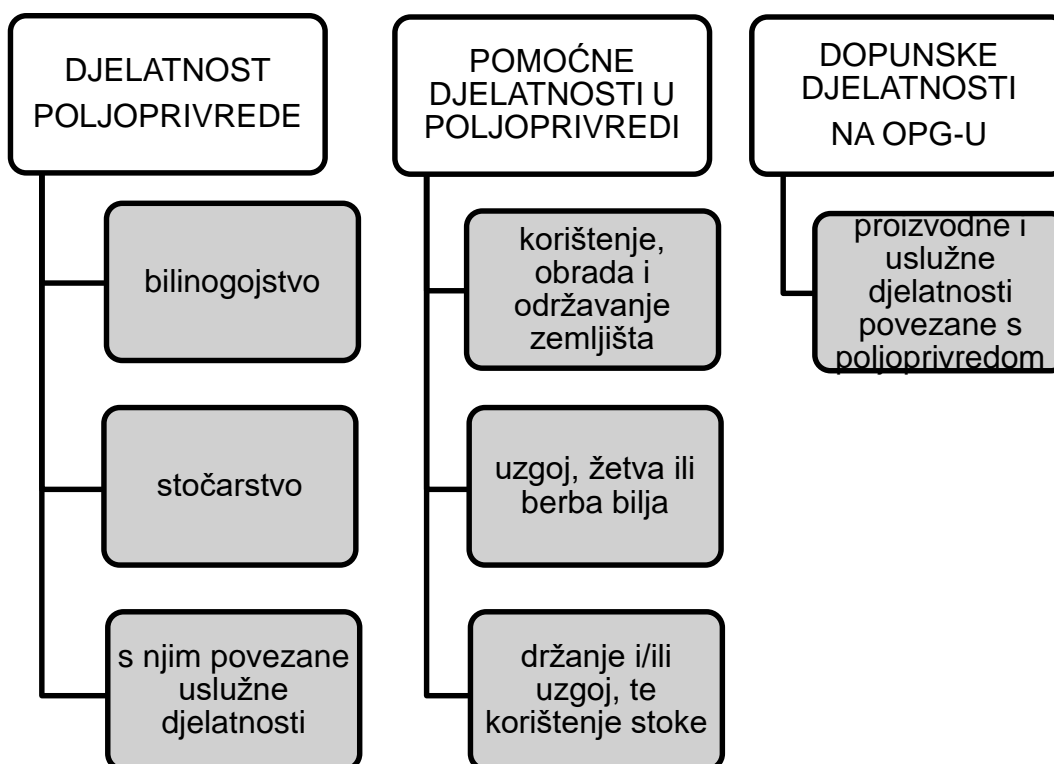 DJELATNOST
POLJOPRIVREDE
bilinogojstvo
stočarstvo
s njim povezane
uslužne
djelatnosti
POMOĆNE
DJELATNOSTI U
POLJOPRIVREDI
korištenje,
obrada i
održavanje
zemljišta
uzgoj, žetva ili
berba bilja
držanje i/ili
uzgoj, te
korištenje stoke
DOPUNSKE
DJELATNOSTI
NA OPG-U
proizvodne i
uslužne
djelatnosti
povezane s
poljoprivredom